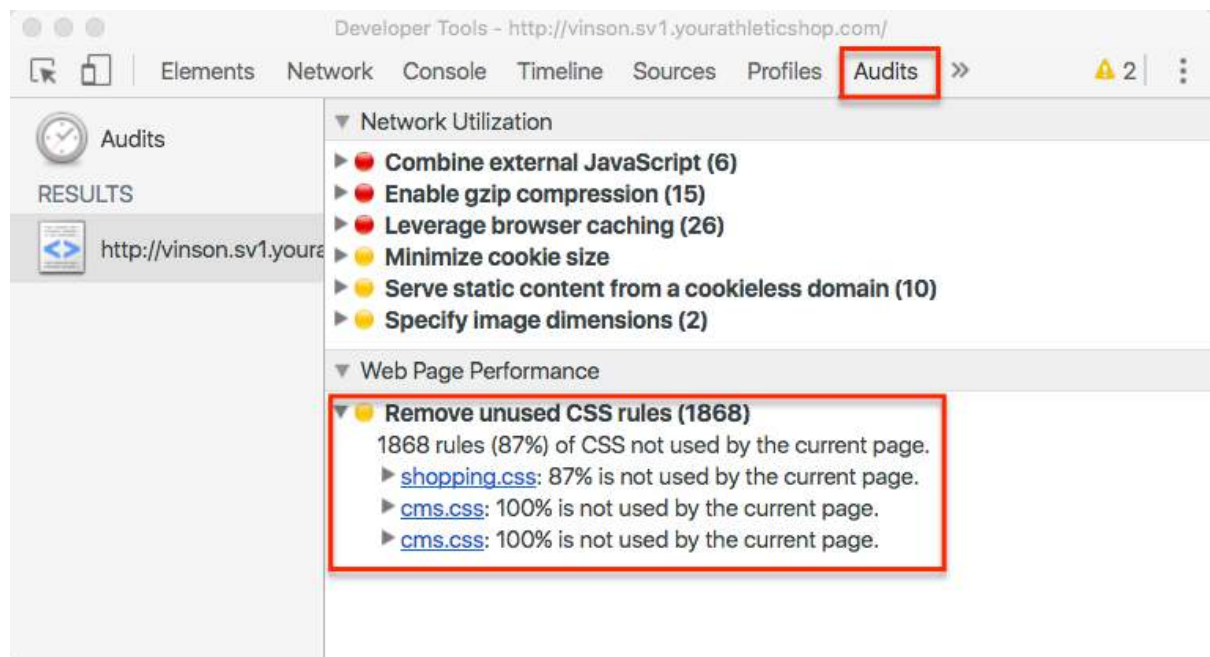 Developer Tools - http://vinson.sv1.yourathleticshop.com/
Elements Network Console Timeline Sources Profiles Audits » 2
Audits
RESULTS
http://vinson.sv1.youra
Network Utilization
Combine external JavaScript (6)
Enable gzip compression (15)
Leverage browser caching (26)
Minimize cookie size
Serve static content from a cookieless domain (10)
Specify image dimensions (2)
Web Page Performance
Remove unused CSS rules (1868)
1868 rules (87%) of CSS not used by the current page.
shopping.css: 87% is not used by the current page.
cms.css: 100% is not used by the current page.
cms.css: 100% is not used by the current page.